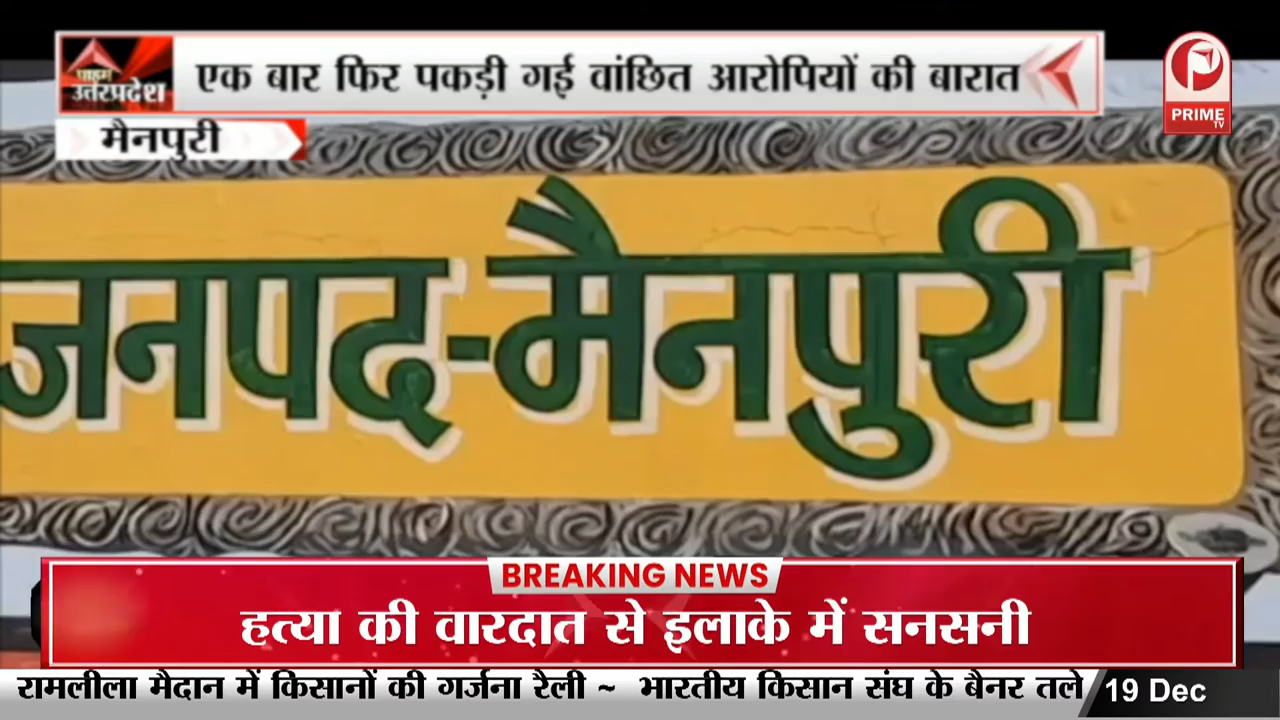 प्राइम
उत्तरप्रदेश
एक बार फिर पकड़ी गई वांछित आरोपियों की बारात
PRIME
TV
मैनपुरी
जनपद-मैनपुरी
BREAKING NEWS
हत्या की वारदात से इलाके में सनसनी
रामलीला मैदान में किसानों की गर्जना रैली ~ भारतीय किसान संघ के बैनर तले
19 Dec